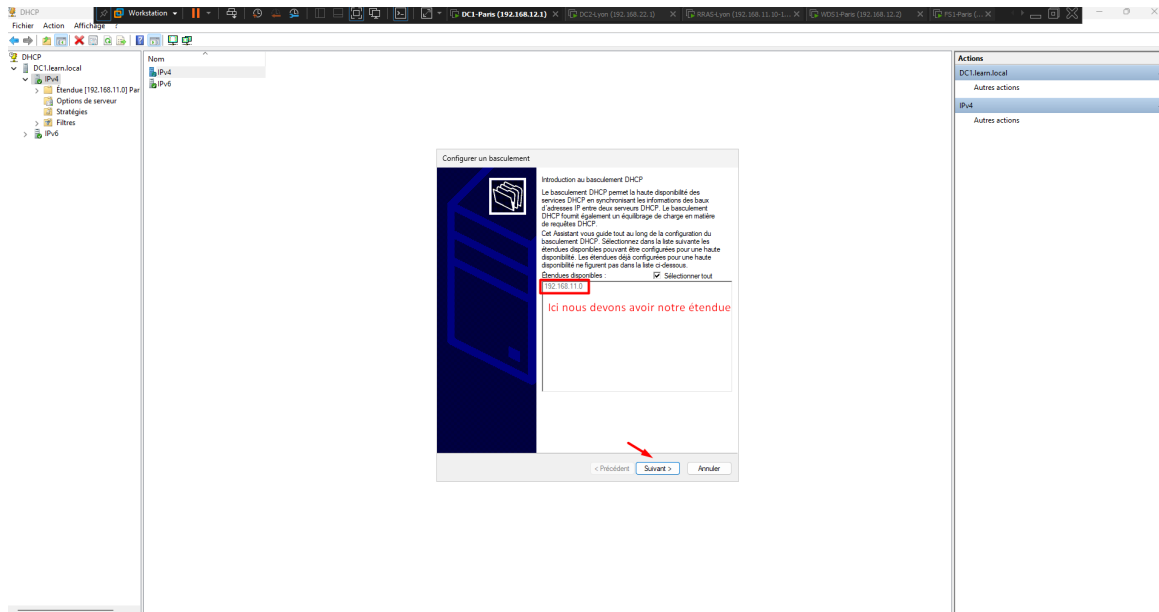 DHCP
Workstation
DC1-Paris (192.168.12.1)
DC2-Lyon (192.168.22.1)
RRAS-Lyon (192.168.11.10-1...
WDS1-Paris (192.168.12.2)
FS1-Paris (...
Fichier Action Affichage ?
DHCP
DC1.learn.local
IPv4
Étendue [192.168.11.0] Par
Options de serveur
Stratégies
Filtres
IPv6
Nom
IPv4
IPv6
Actions
DC1.learn.local
Autres actions
IPv4
Autres actions
Configurer un basculement
Introduction au basculement DHCP
Le basculement DHCP permet la haute disponibilité des
services DHCP en synchronisant les informations des baux
d'adresses IP entre deux serveurs DHCP. Le basculement
DHCP fournit également un équilibrage de charge en matière
de requêtes DHCP.
Cet Assistant vous guide tout au long de la configuration du
basculement DHCP. Sélectionnez dans la liste suivante les
étendues disponibles pouvant être configurées pour une haute
disponibilité. Les étendues déjà configurées pour une haute
disponibilité ne figurent pas dans la liste ci-dessous.
Étendues disponibles :
Sélectionner tout
192.168.11.0
Ici nous devons avoir notre étendue
< Précédent
Suivant >
Annuler